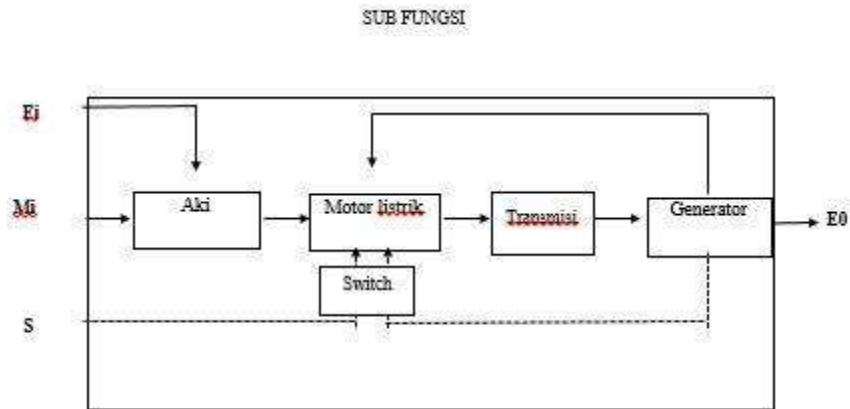 SUB FUNGSI
Ei
Mi
Aki
Motor listrik
Transmisi
Generator
E0
Switch
S